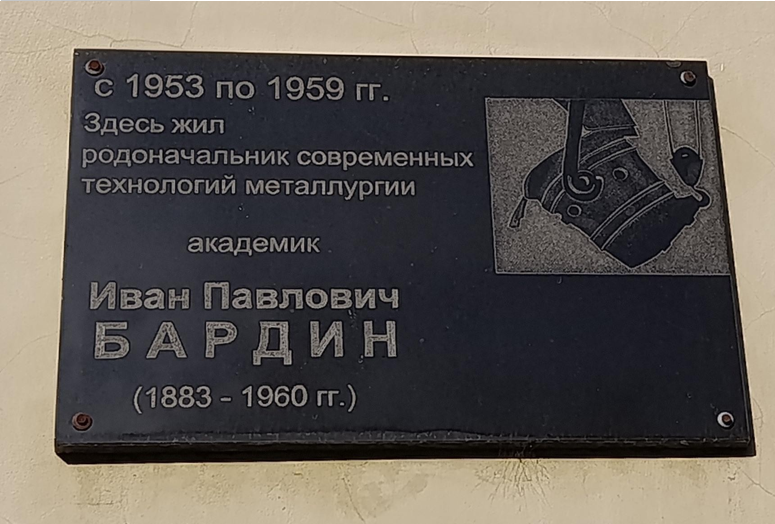 с 1953 по 1959 гг.
Здесь жил
родоначальник современных
технологий металлургии
академик
Иван Павлович
БАРДИН
(1883 - 1960 гг.)